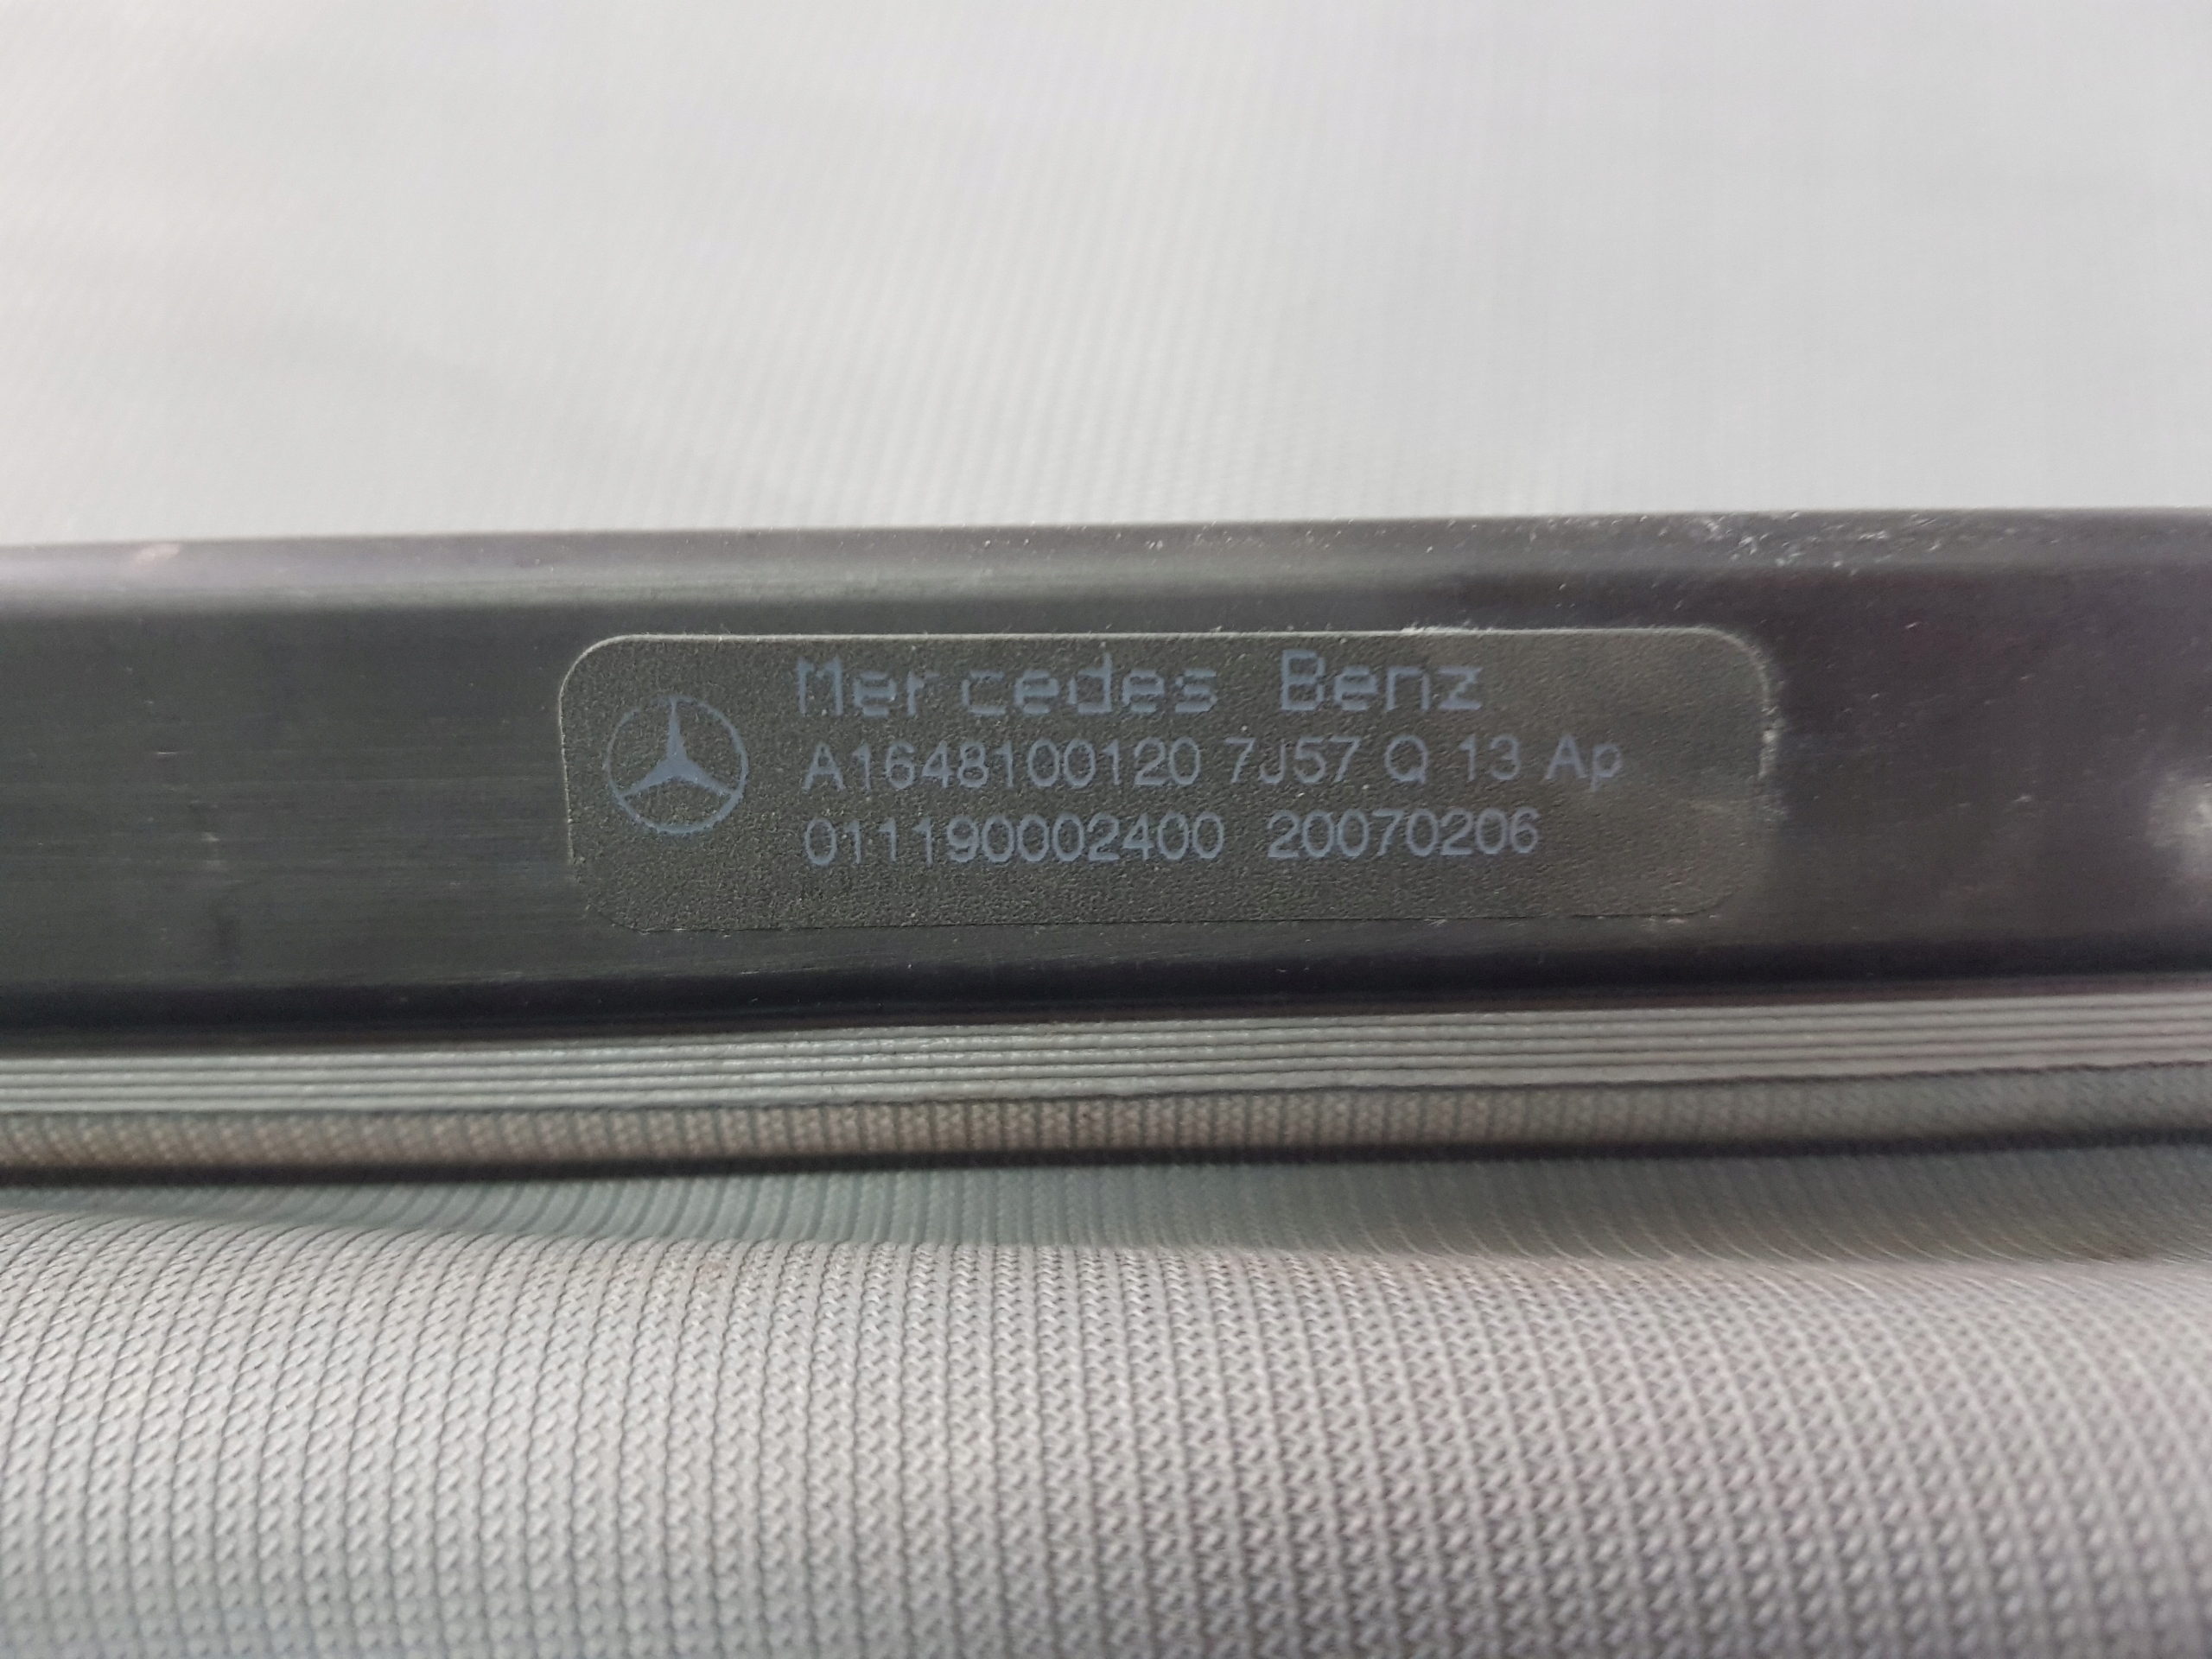 Mercedes Benz
A1648100120 7J57 Q 13 Ap
011190002400 20070206